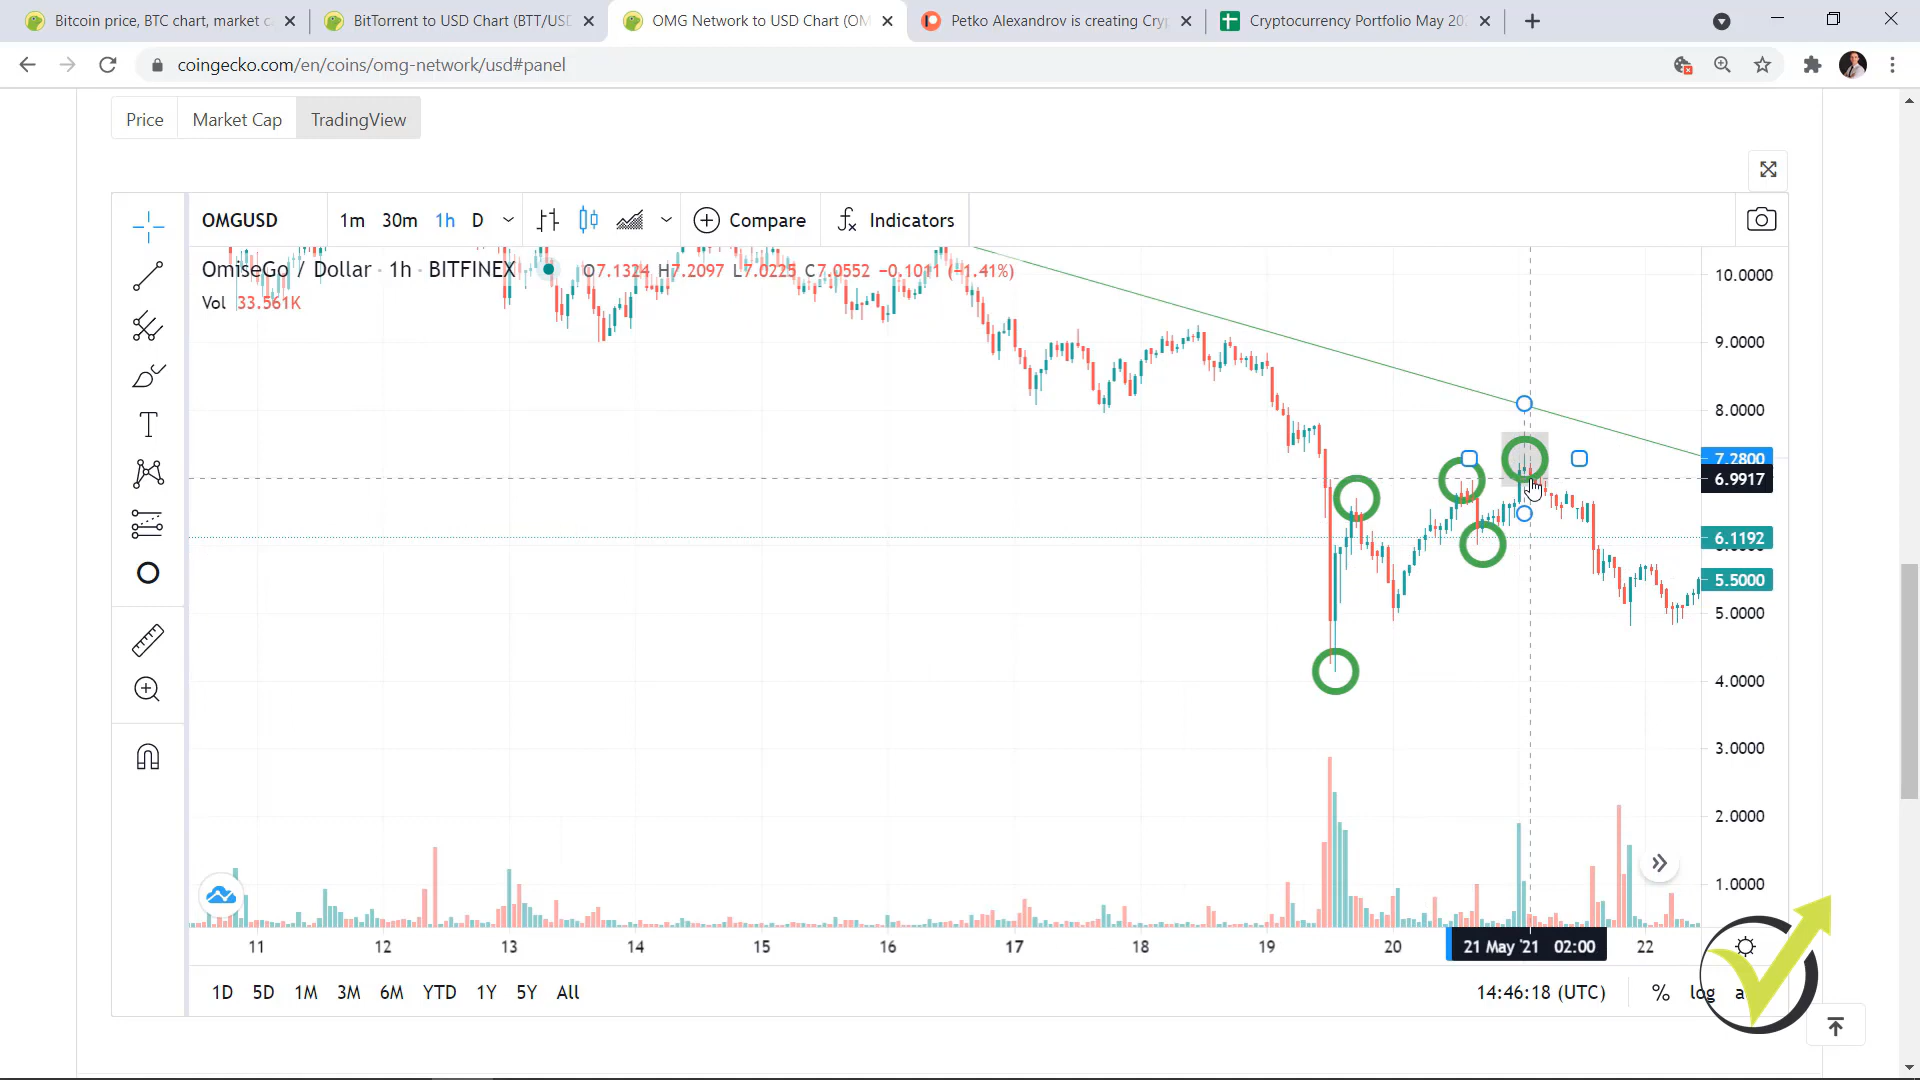 Bitcoin price, BTC chart, market c
BitTorrent to USD Chart (BTT/USD
OMG Network to USD Chart (OM
Petko Alexandrov is creating Cryp
Cryptocurrency Portfolio May 20
coingecko.com/en/coins/omg-network/usd#panel
Price
Market Cap
TradingView
OMGUSD
1m
30m
1h
D
Compare
Indicators
OmiseGo / Dollar · 1h · BITFINEX
O7.1324 H7.2097 L7.0225 C7.0552 −0.1011 (−1.41%)
Vol 33.561K
10.0000
9.0000
8.0000
7.2800
6.9917
6.1192
5.5000
5.0000
4.0000
3.0000
2.0000
1.0000
11
12
13
14
15
16
17
18
19
20
21 May '21 02:00
22
1D
5D
1M
3M
6M
YTD
1Y
5Y
All
14:46:18 (UTC)
%
log